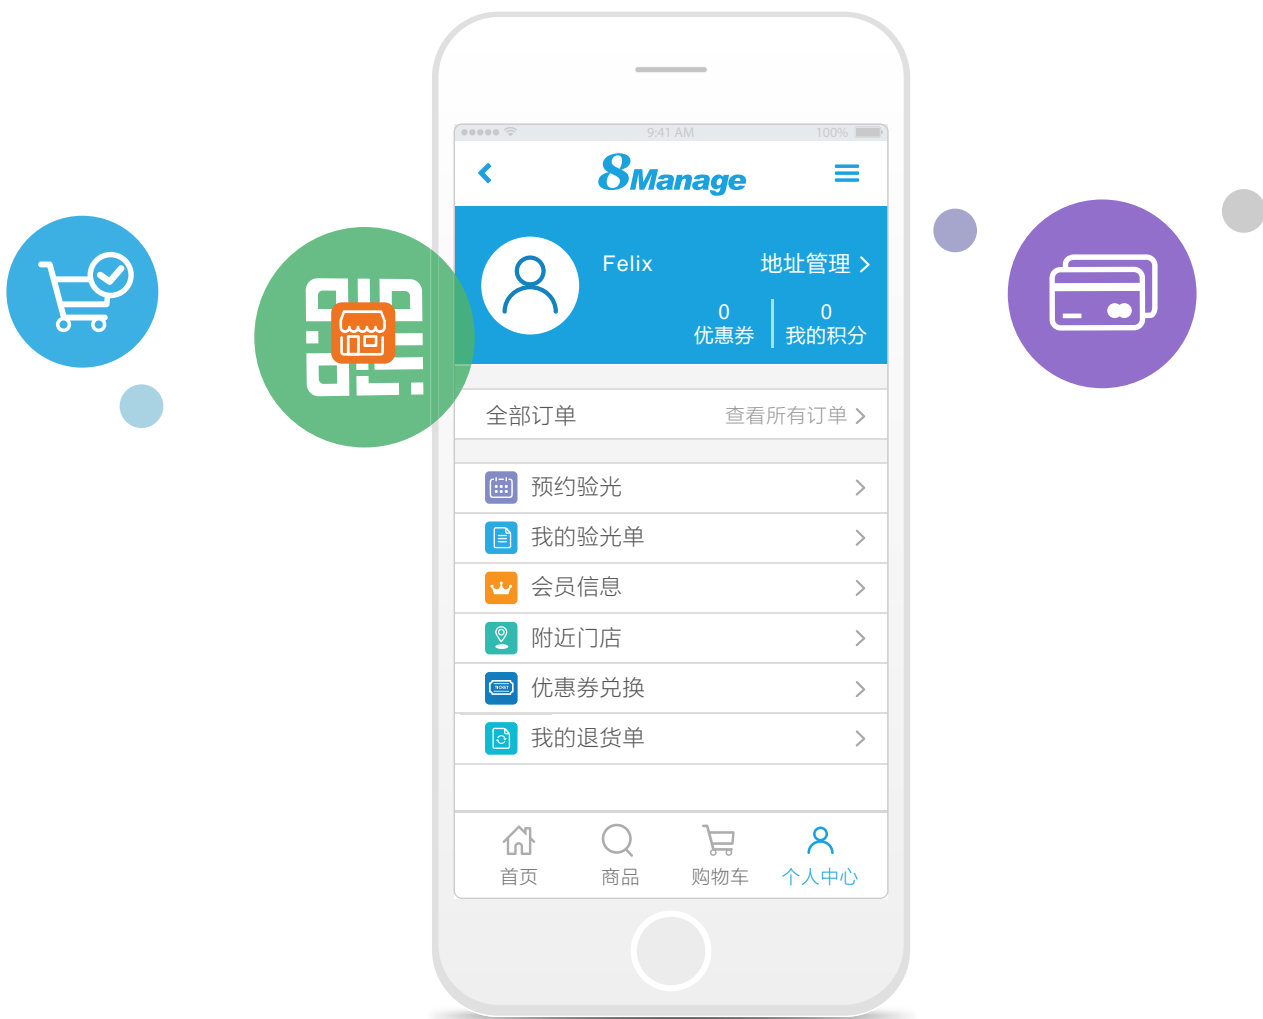 9:41 AM 100%
8Manage
Felix 地址管理
0 0
优惠券 我的积分
全部订单 查看所有订单
预约验光
我的验光单
会员信息
附近门店
TICKET
优惠券兑换
我的退货单
首页 商品 购物车 个人中心